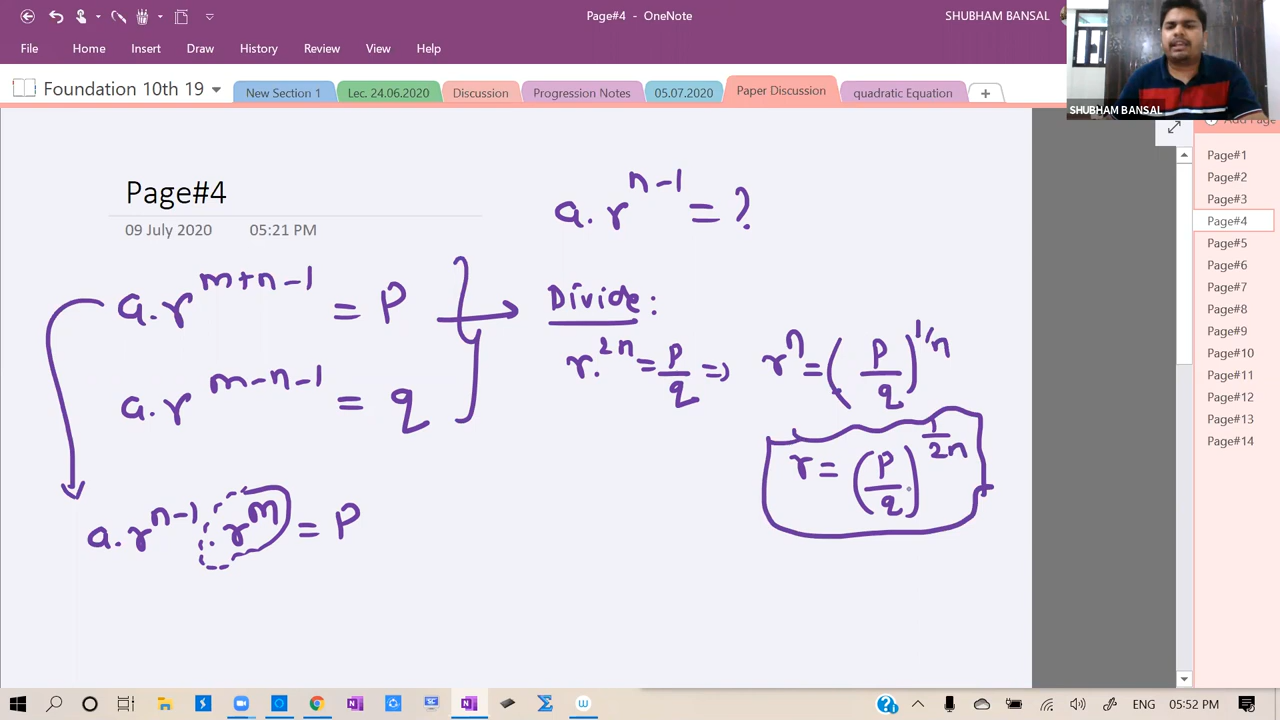 Page#4 - OneNote
SHUBHAM BANSAL
File Home Insert Draw History Review View Help
Foundation 10th 19
New Section 1
Lec. 24.06.2020
Discussion
Progression Notes
05.07.2020
Paper Discussion
quadratic Equation
SHUBHAM BANSAL
Add Page
Page#1
Page#2
Page#3
Page#4
Page#5
Page#6
Page#7
Page#8
Page#9
Page#10
Page#11
Page#12
Page#13
Page#14
Page#4
09 July 2020 05:21 PM
a.r^{n-1} = ?
a.r^{m+n-1} = P
a.r^{m-n-1} = q
Divide:
r.^{2n} = p/q => r^n = (p/q)^{1/n}
r = (p/q)^{1/2n}
a.r^{n-1}.r^m = P
ENG 05:52 PM